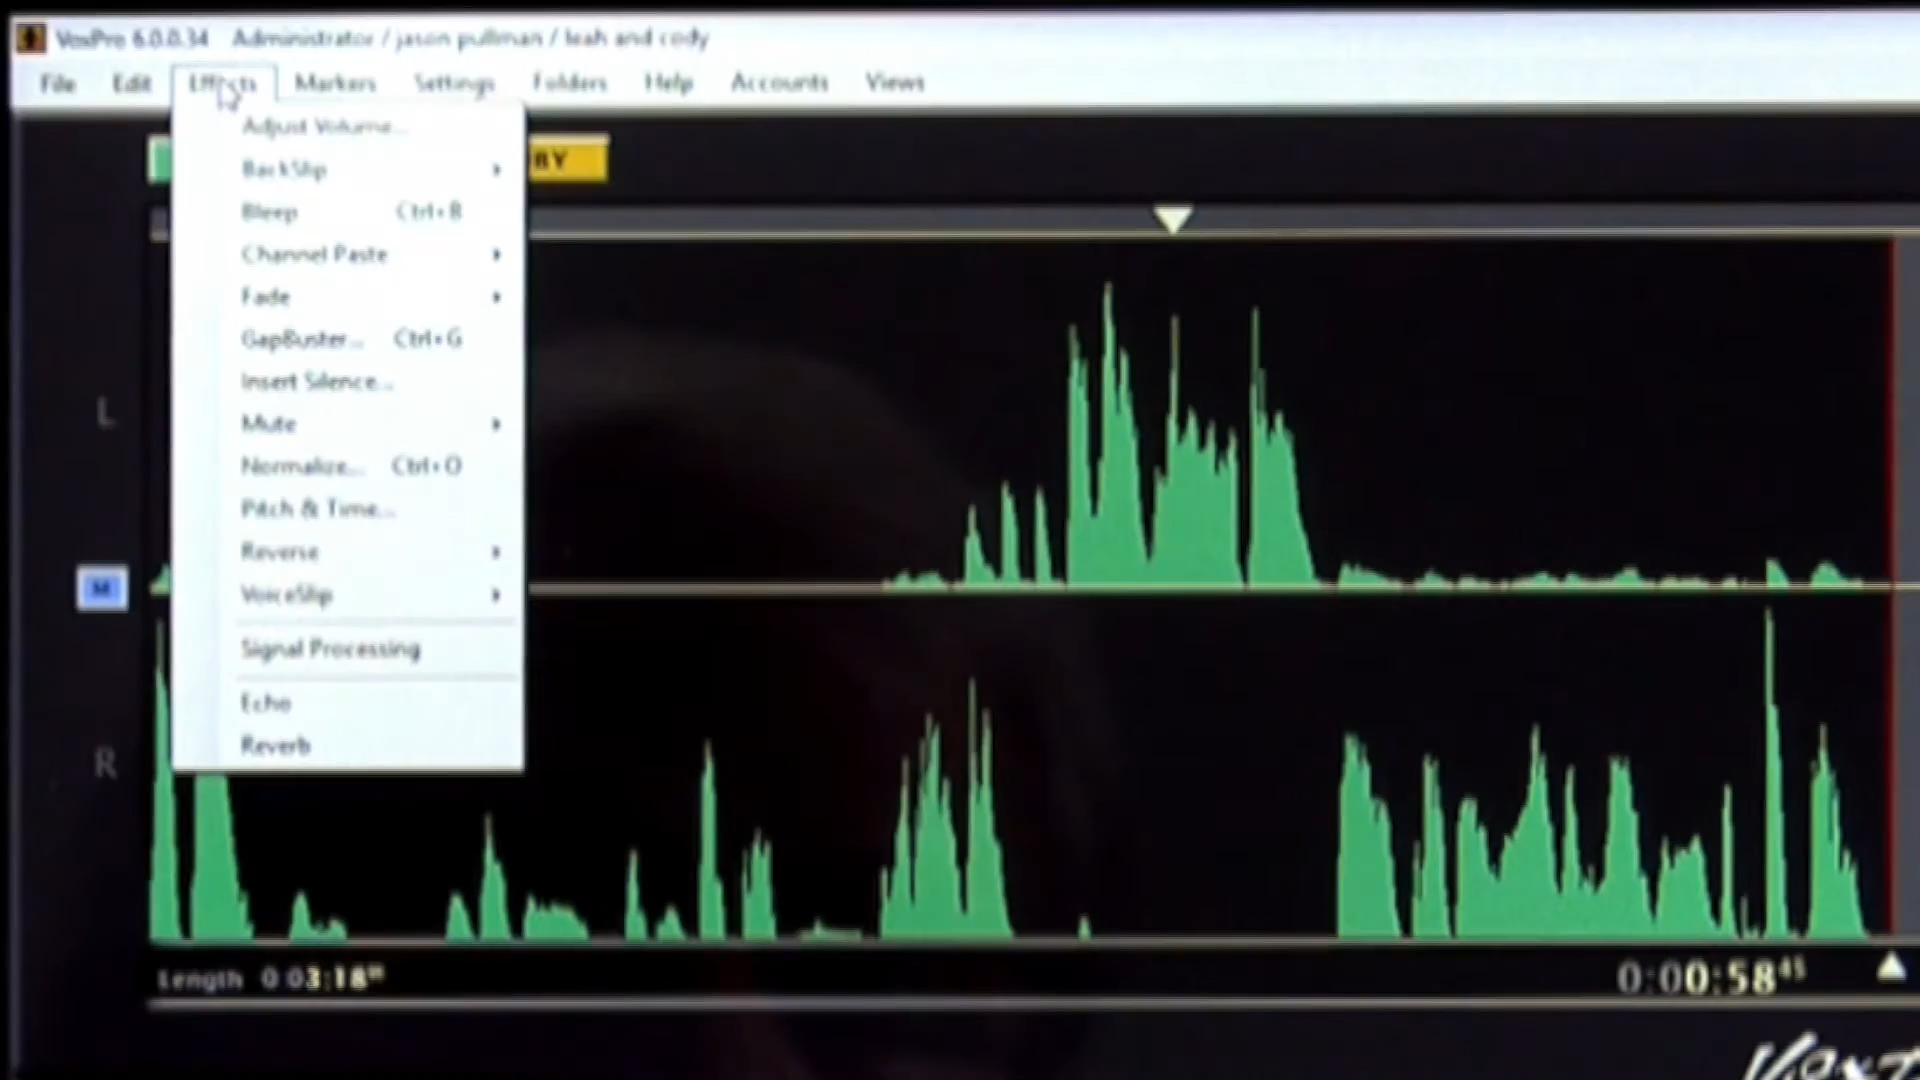 VoxPro 6.0.0.34 Administrator / jason pullman / leah and cody
File Edit Effects Markers Settings Folders Help Accounts Views
Adjust Volume...
BY
BackSlip
Bleep Ctrl+B
Channel Paste
Fade
GapBuster... Ctrl+G
Insert Silence...
L
Mute
Normalize... Ctrl+O
Pitch & Time...
Reverse
M
VoiceSlip
Signal Processing
Echo
Reverb
R
Length 0:03:18
0:00:58 45